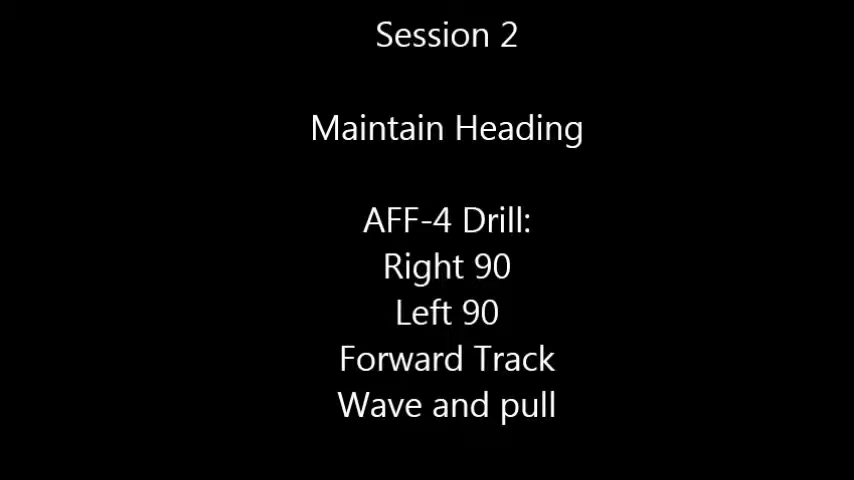 Session 2
Maintain Heading
AFF-4 Drill:
Right 90
Left 90
Forward Track
Wave and pull